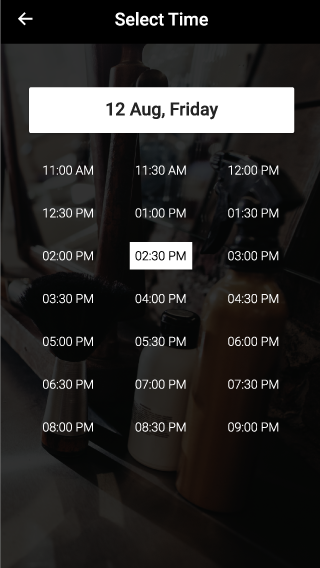 Select Time
12 Aug, Friday
11:00 AM 11:30 AM 12:00 PM
12:30 PM 01:00 PM 01:30 PM
02:00 PM 02:30 PM 03:00 PM
03:30 PM 04:00 PM 04:30 PM
05:00 PM 05:30 PM 06:00 PM
06:30 PM 07:00 PM 07:30 PM
08:00 PM 08:30 PM 09:00 PM